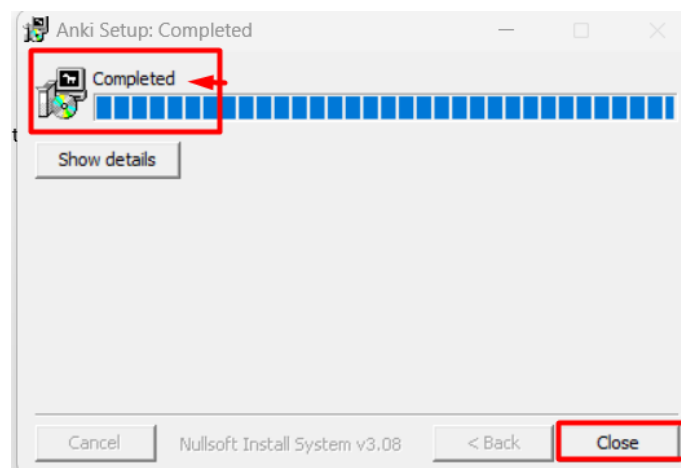 Anki Setup: Completed
Completed
t
Show details
Cancel
Nullsoft Install System v3.08
< Back
Close